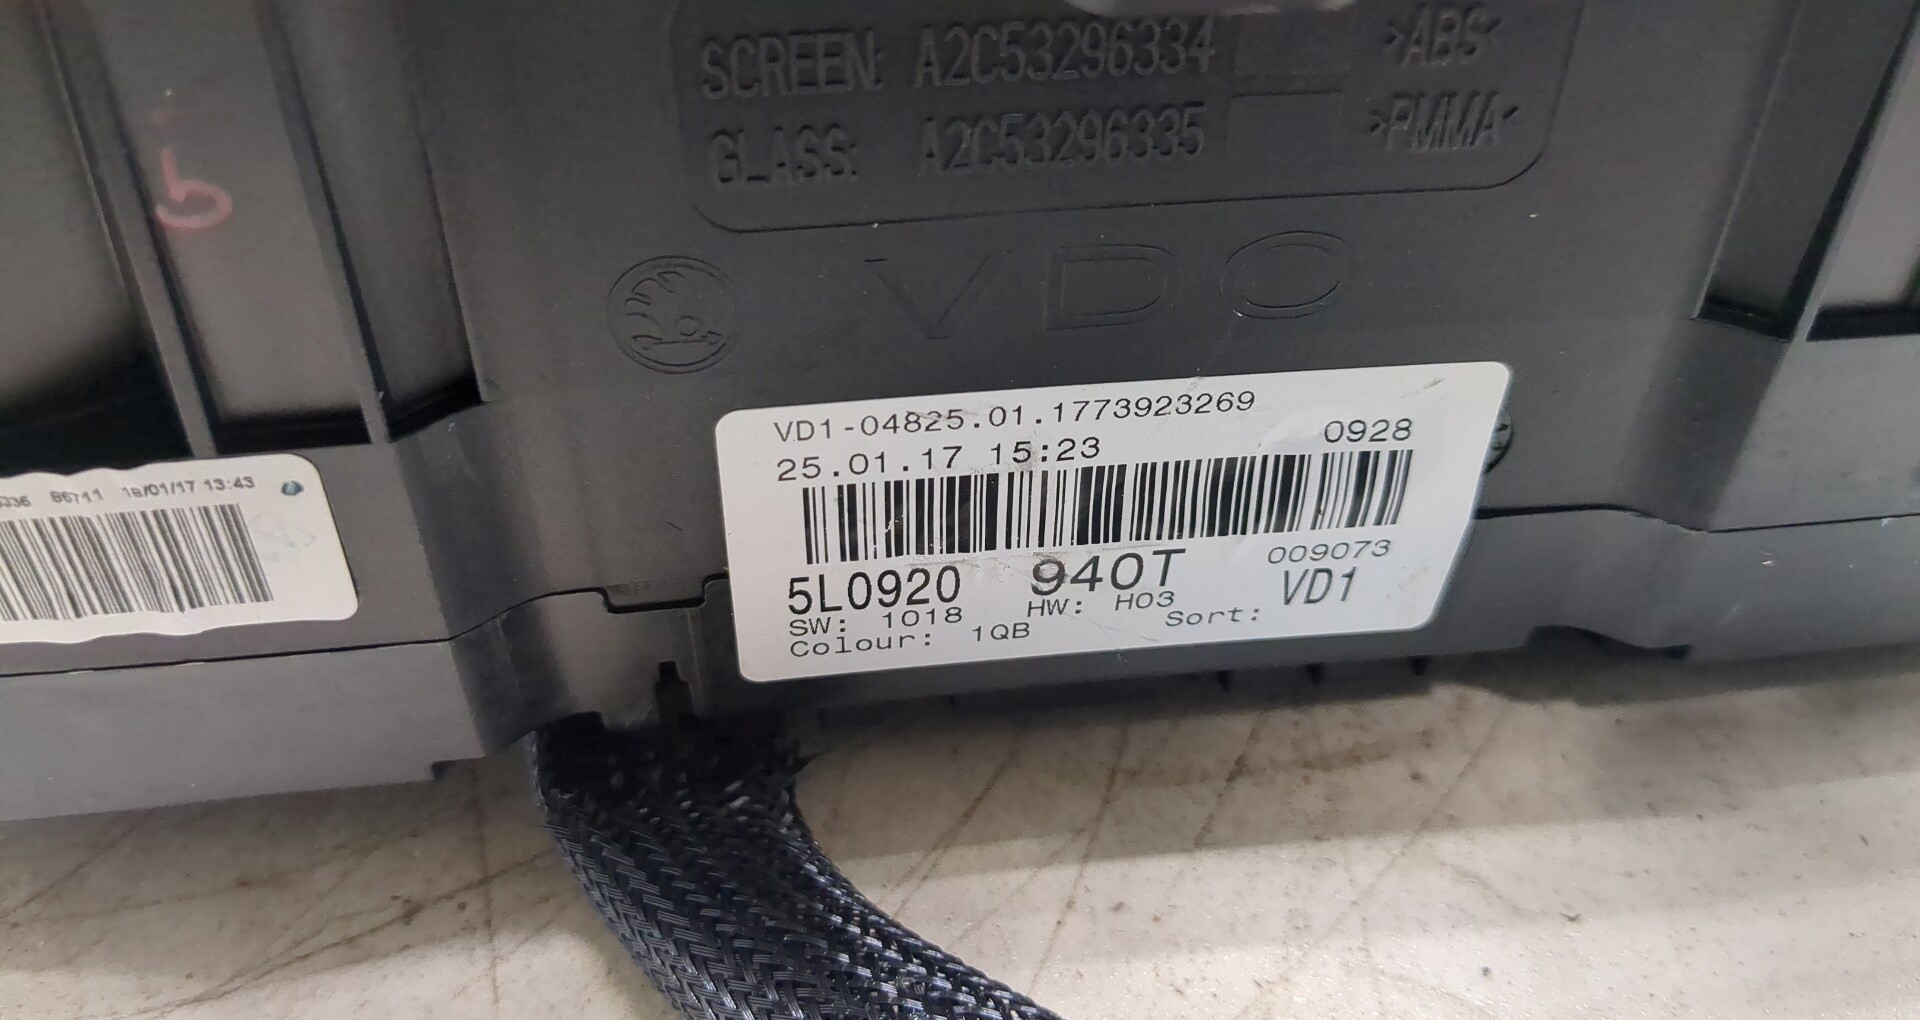 SCREEN: A2C53296334 >ABS<
GLASS: A2C53296335 >PMMA<
VDO
VD1-04825.01.1773923269
25.01.17 15:23 0928
009073
5L0920 940T VD1
SW: 1018 HW: H03 Sort:
Colour: 1QB
86711 18/01/17 13:43